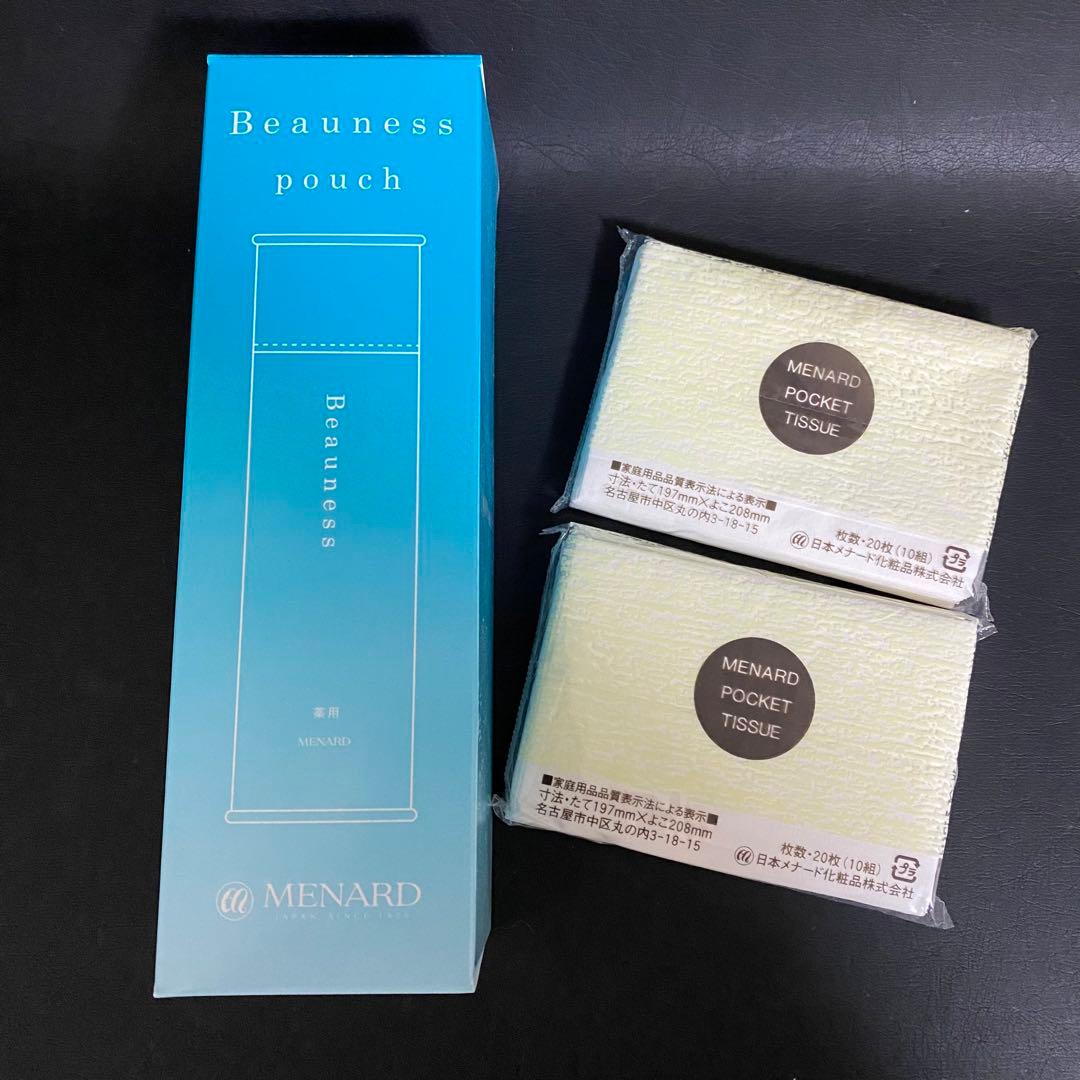 Beauness
pouch
Beauness
薬用
MENARD
MENARD
JAPAN SINCE 1959
MENARD
POCKET
TISSUE
■家庭用品品質表示法による表示■
寸法・たて197mm×よこ208mm
名古屋市中区丸の内3-18-15
枚数・20枚(10組)
日本メナード化粧品株式会社
プラ
MENARD
POCKET
TISSUE
■家庭用品品質表示法による表示■
寸法・たて197mm×よこ208mm
名古屋市中区丸の内3-18-15
枚数・20枚(10組)
日本メナード化粧品株式会社
プラ